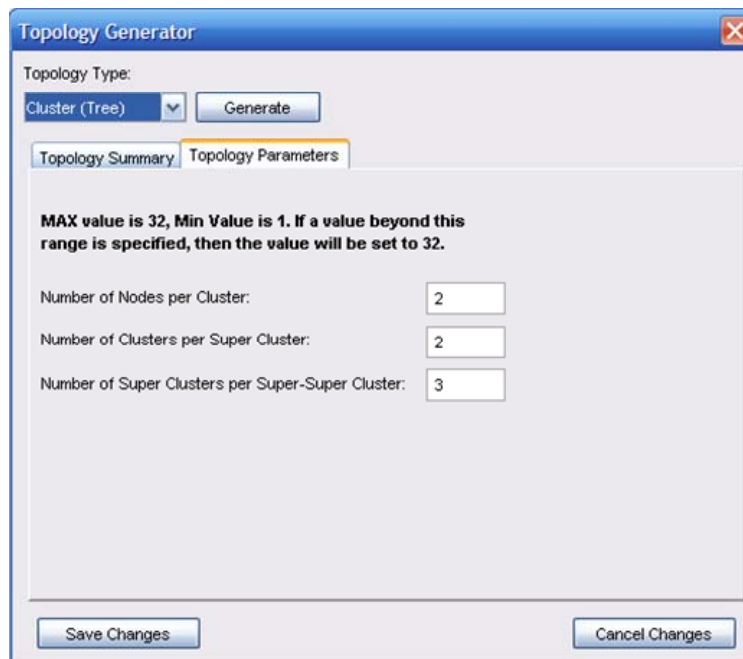 Topology Generator
Topology Type:
Cluster (Tree)
Generate
Topology Summary
Topology Parameters
MAX value is 32, Min Value is 1. If a value beyond this
range is specified, then the value will be set to 32.
Number of Nodes per Cluster:
2
Number of Clusters per Super Cluster:
2
Number of Super Clusters per Super-Super Cluster:
3
Save Changes
Cancel Changes